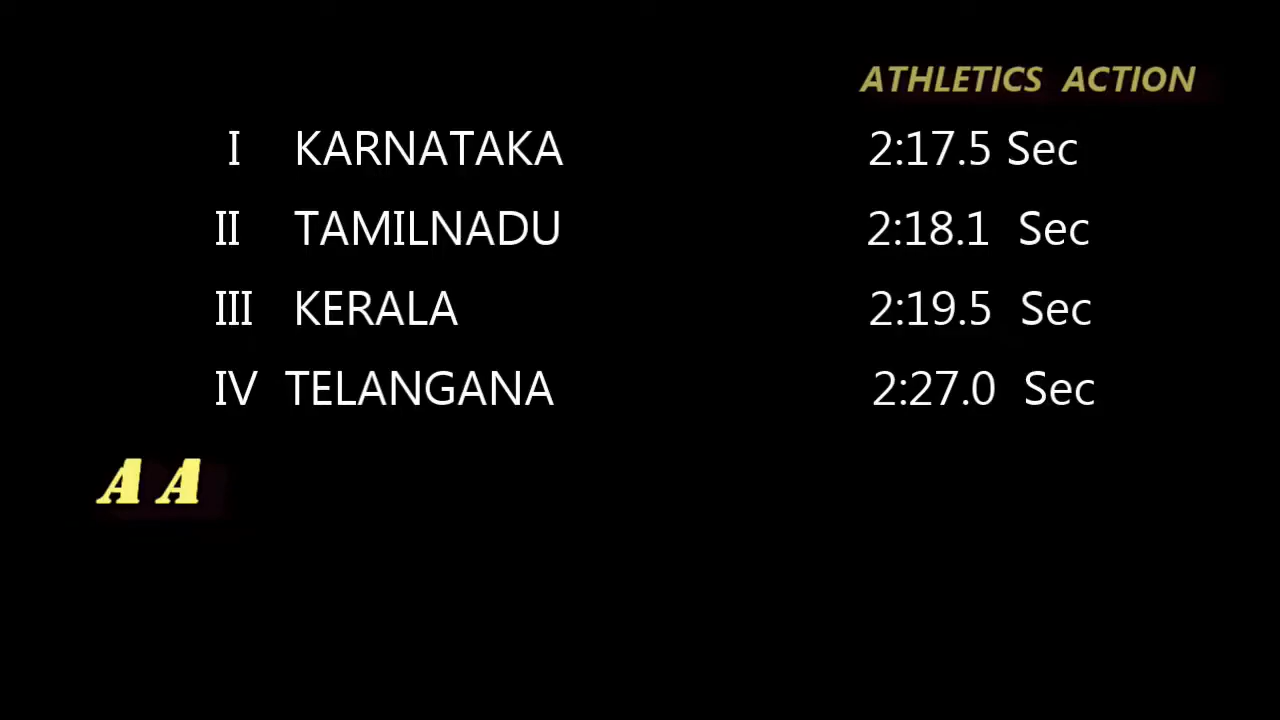 ATHLETICS ACTION
I KARNATAKA 2:17.5 Sec
II TAMILNADU 2:18.1 Sec
III KERALA 2:19.5 Sec
IV TELANGANA 2:27.0 Sec
A A